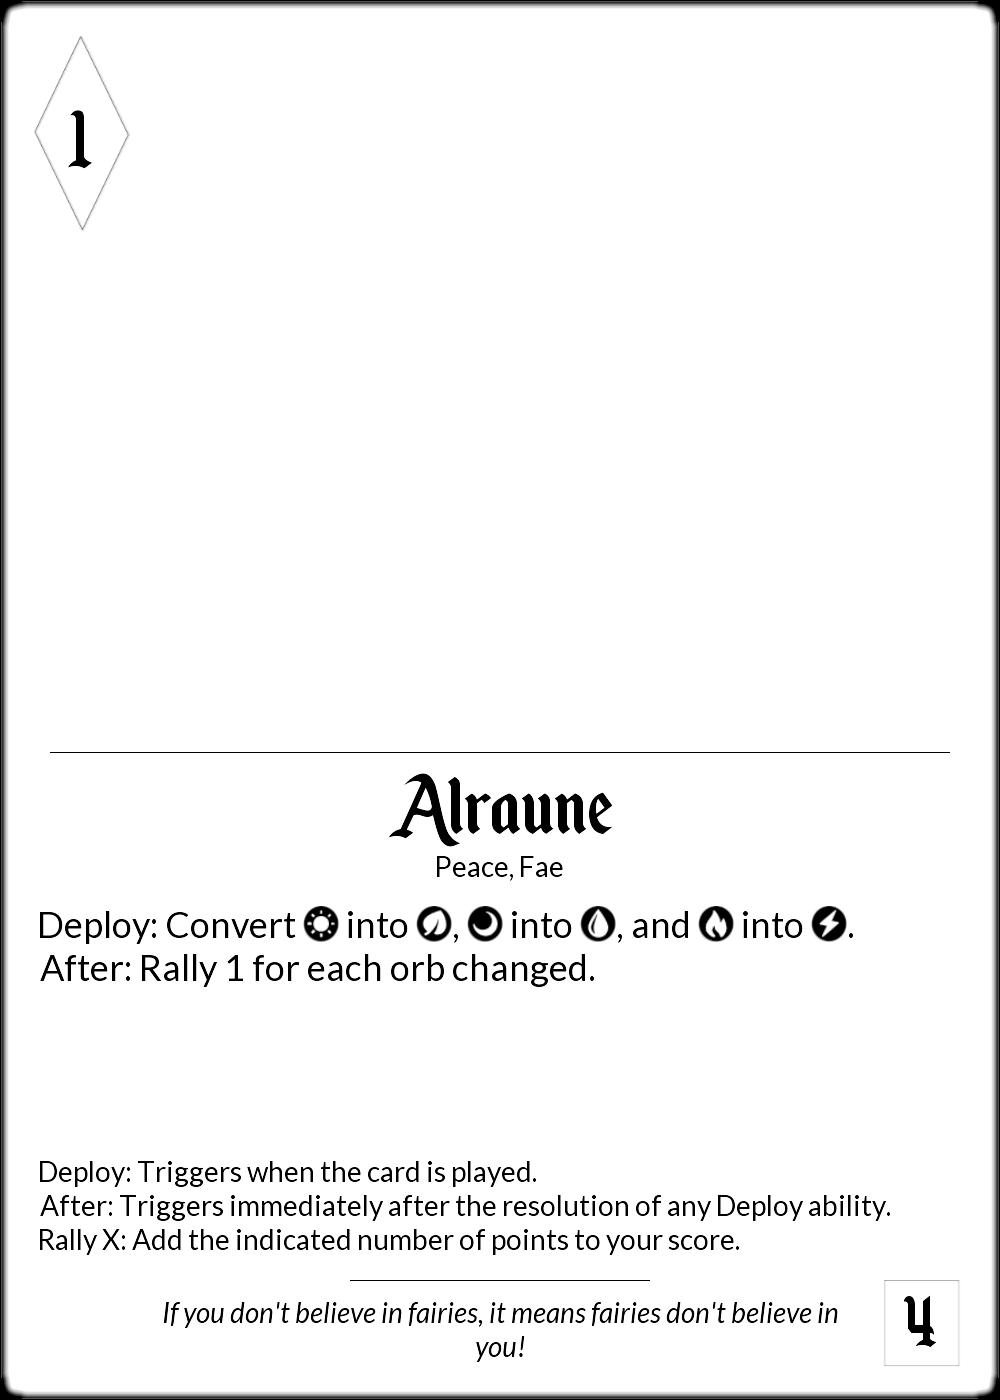 1
Alraune
Peace, Fae
Deploy: Convert into , into , and into .
After: Rally 1 for each orb changed.
Deploy: Triggers when the card is played.
After: Triggers immediately after the resolution of any Deploy ability.
Rally X: Add the indicated number of points to your score.
If you don't believe in fairies, it means fairies don't believe in
you!
4